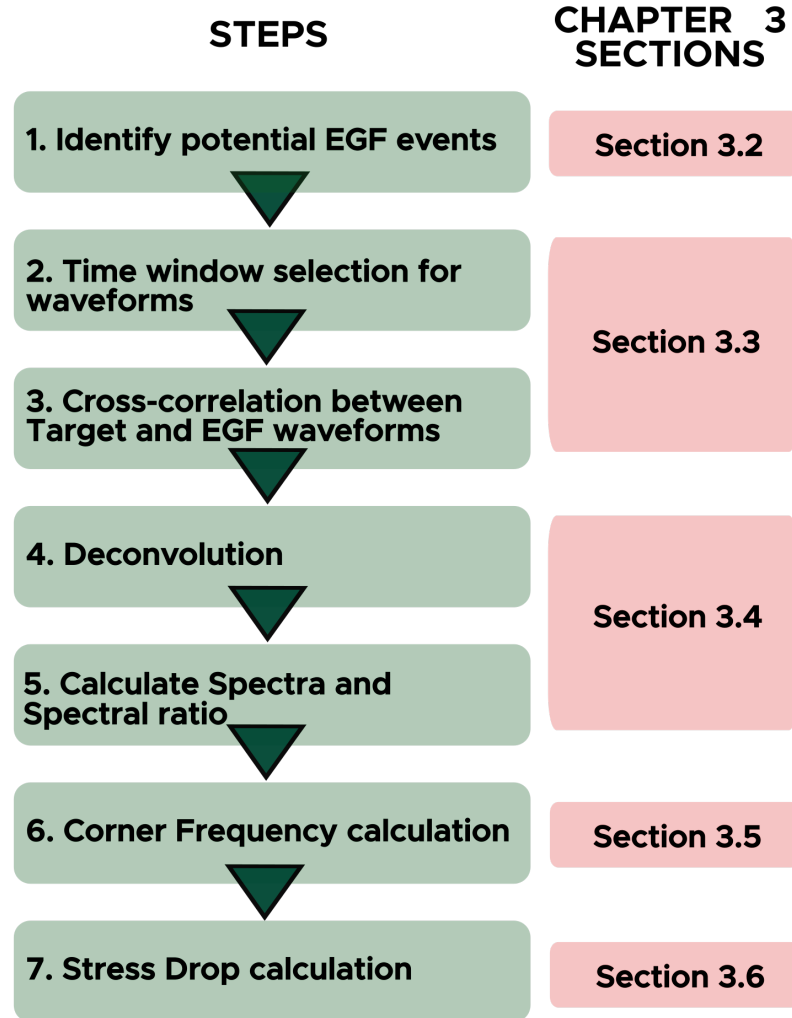 STEPS
CHAPTER 3
SECTIONS
1. Identify potential EGF events
Section 3.2
2. Time window selection for
waveforms
Section 3.3
3. Cross-correlation between
Target and EGF waveforms
4. Deconvolution
Section 3.4
5. Calculate Spectra and
Spectral ratio
6. Corner Frequency calculation
Section 3.5
7. Stress Drop calculation
Section 3.6